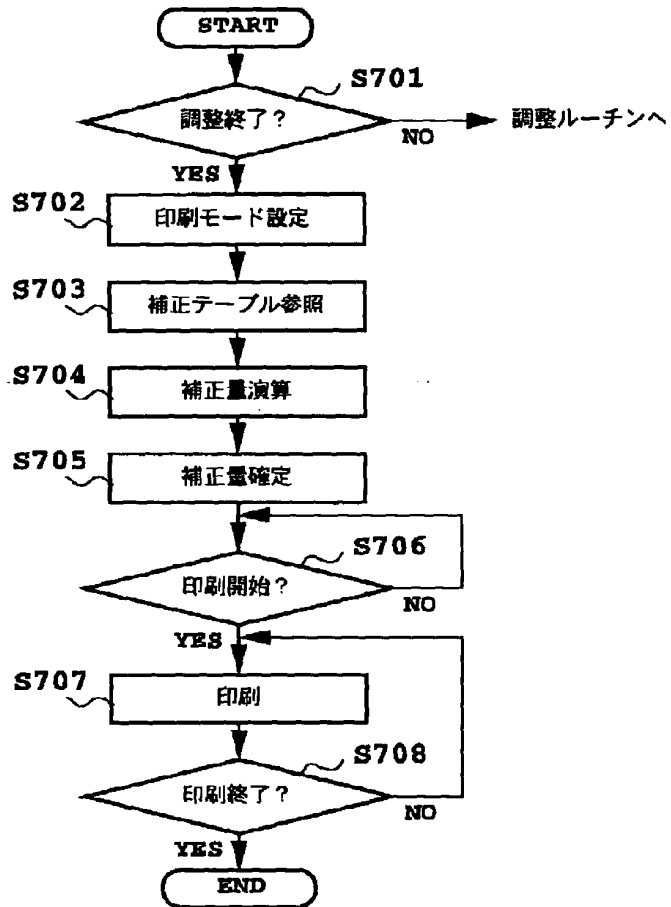 START
S701
調整終了?
NO
調整ルーチンへ
YES
S702
印刷モード設定
S703
補正テーブル参照
S704
補正量演算
S705
補正量確定
S706
印刷開始?
NO
YES
S707
印刷
S708
印刷終了?
NO
YES
END